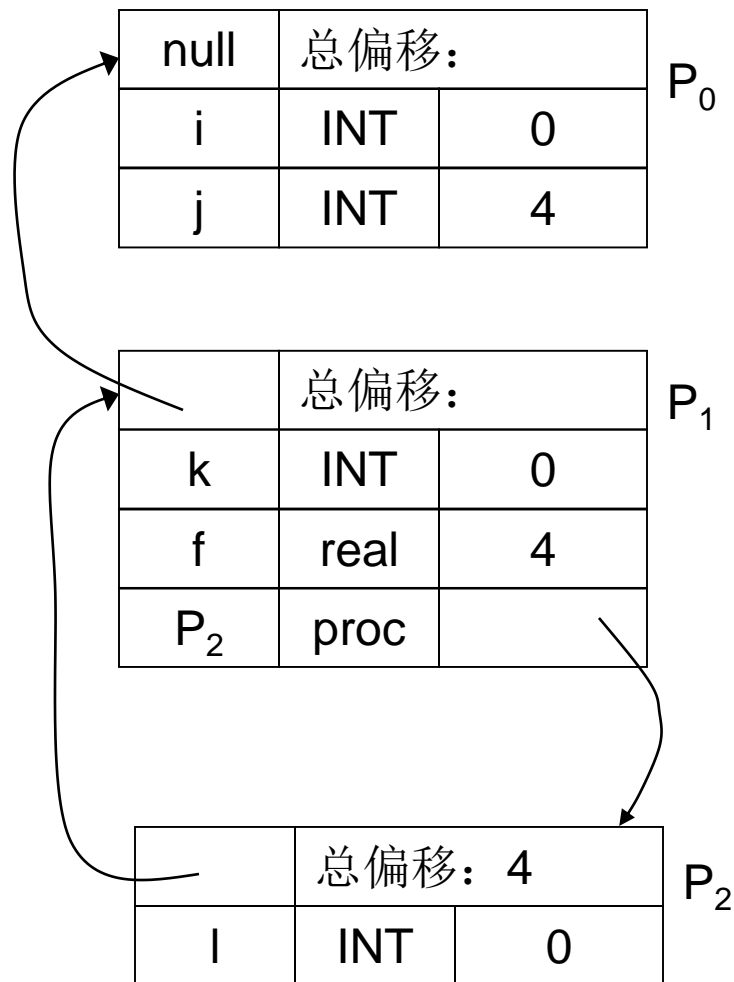 null 总偏移： P₀
i INT 0
j INT 4
总偏移： P₁
k INT 0
f real 4
P₂ proc
总偏移：4 P₂
l INT 0